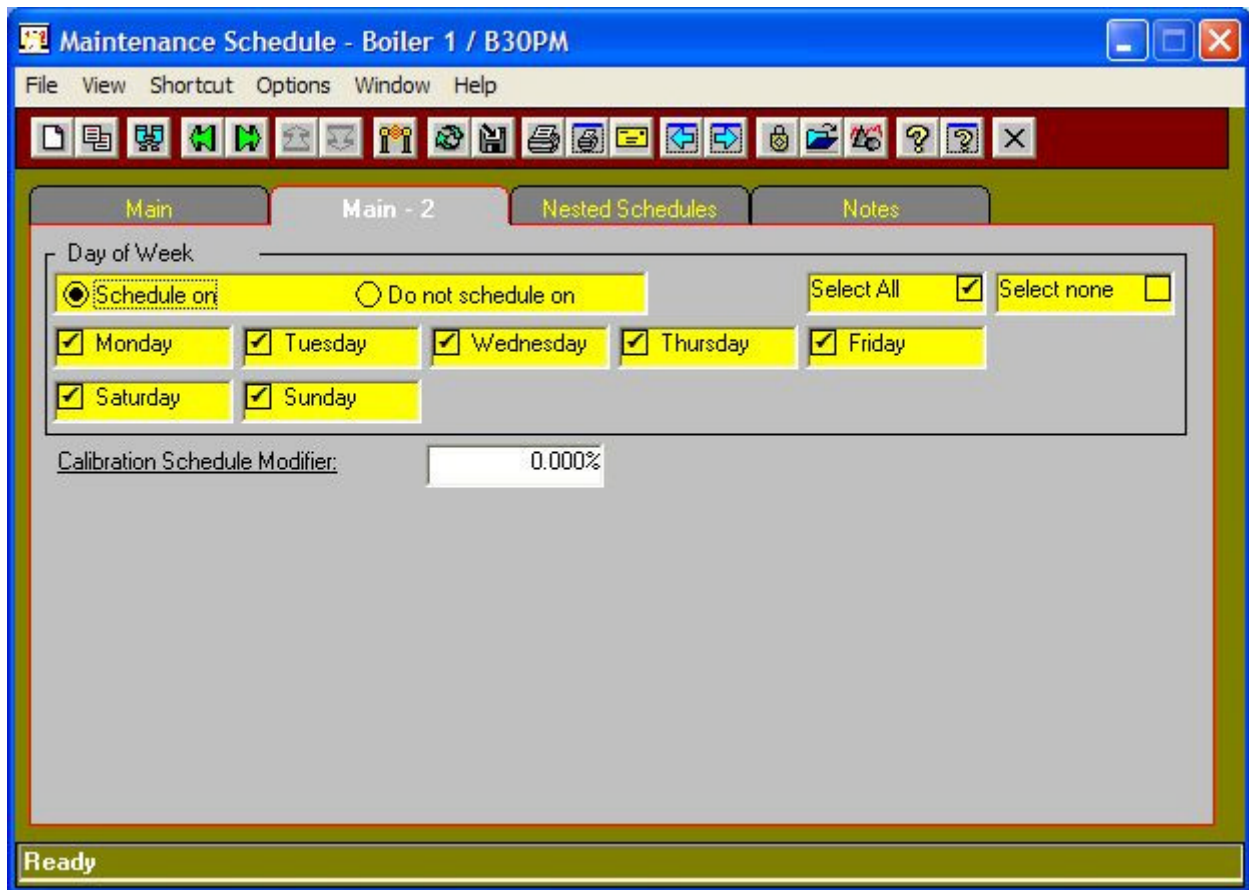 Maintenance Schedule - Boiler 1 / B30PM
File View Shortcut Options Window Help
Main Main - 2 Nested Schedules Notes
Day of Week
Schedule on Do not schedule on Select All Select none
Monday Tuesday Wednesday Thursday Friday
Saturday Sunday
Calibration Schedule Modifier: 0.000%
Ready